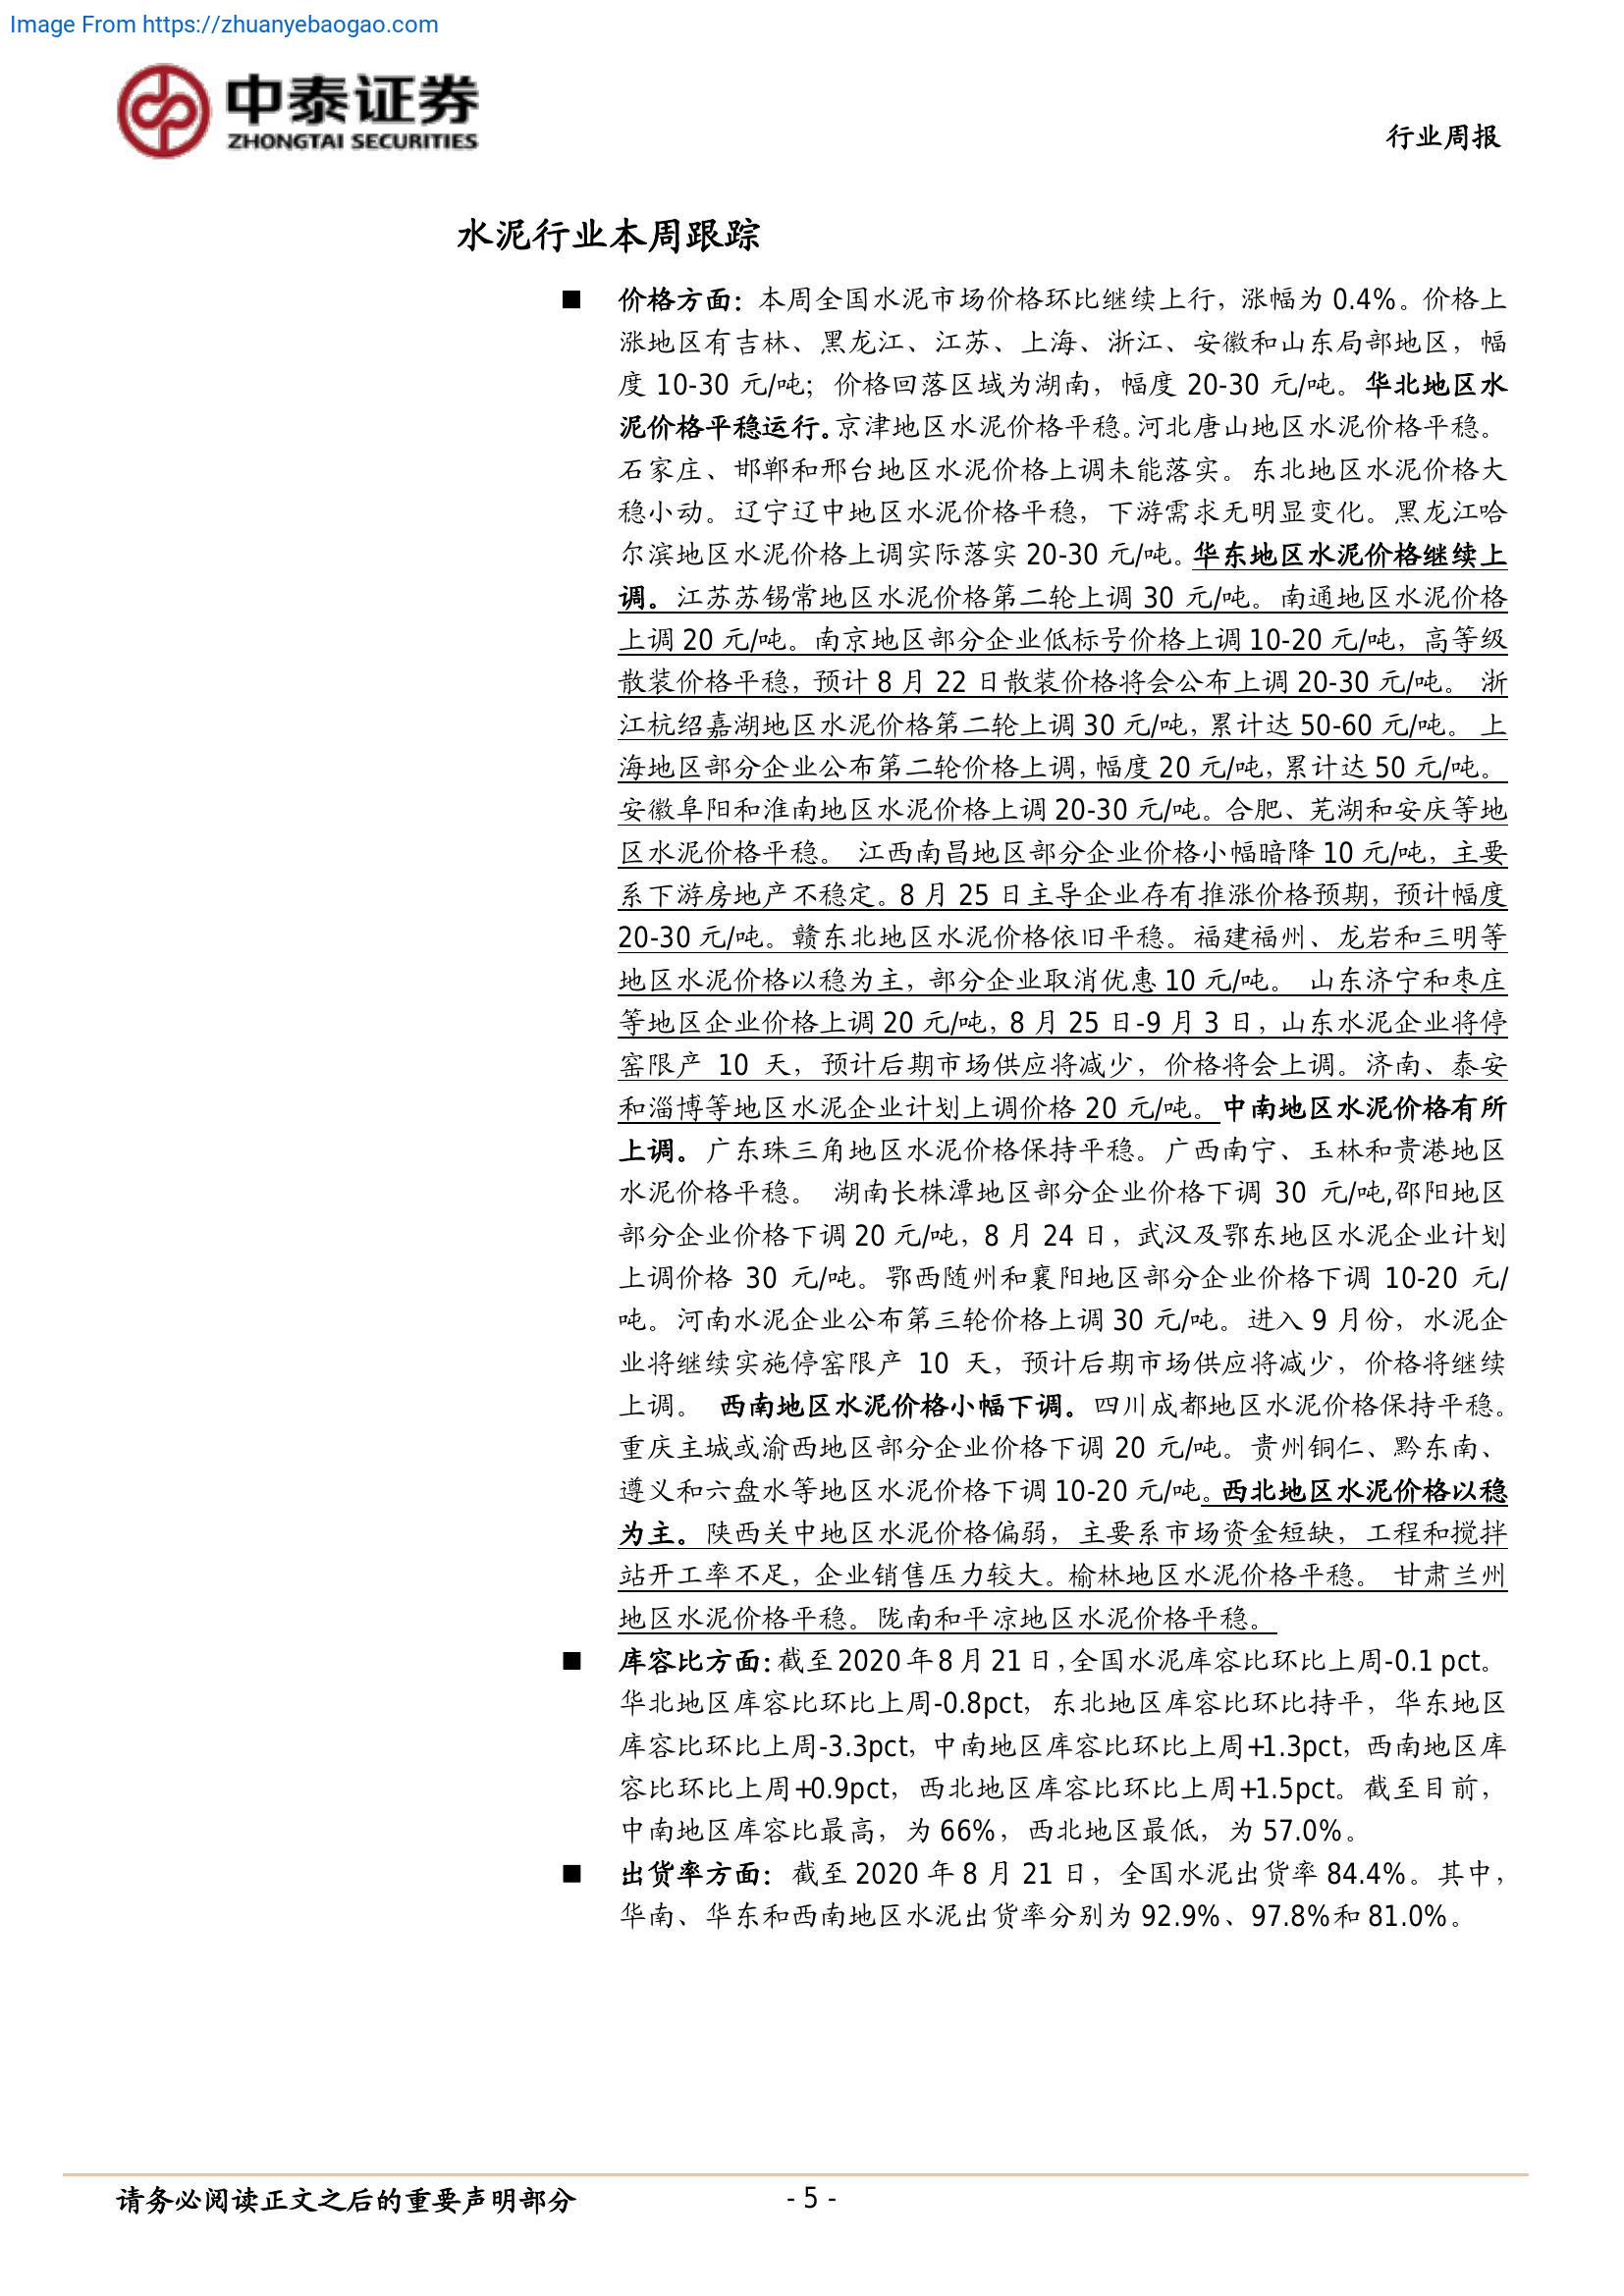 Image From https://zhuanyebaogao.com
中泰证券
ZHONGTAI SECURITIES
行业周报
水泥行业本周跟踪
■ 价格方面：本周全国水泥市场价格环比继续上行，涨幅为 0.4%。价格上
涨地区有吉林、黑龙江、江苏、上海、浙江、安徽和山东局部地区，幅
度 10-30 元/吨；价格回落区域为湖南，幅度 20-30 元/吨。华北地区水
泥价格平稳运行。京津地区水泥价格平稳。河北唐山地区水泥价格平稳。
石家庄、邯郸和邢台地区水泥价格上调未能落实。东北地区水泥价格大
稳小动。辽宁辽中地区水泥价格平稳，下游需求无明显变化。黑龙江哈
尔滨地区水泥价格上调实际落实 20-30 元/吨。华东地区水泥价格继续上
调。江苏苏锡常地区水泥价格第二轮上调 30 元/吨。南通地区水泥价格
上调 20 元/吨。南京地区部分企业低标号价格上调 10-20 元/吨，高等级
散装价格平稳，预计 8 月 22 日散装价格将会公布上调 20-30 元/吨。 浙
江杭绍嘉湖地区水泥价格第二轮上调 30 元/吨，累计达 50-60 元/吨。 上
海地区部分企业公布第二轮价格上调，幅度 20 元/吨，累计达 50 元/吨。
安徽阜阳和淮南地区水泥价格上调 20-30 元/吨。合肥、芜湖和安庆等地
区水泥价格平稳。 江西南昌地区部分企业价格小幅暗降 10 元/吨，主要
系下游房地产不稳定。8 月 25 日主导企业存有推涨价格预期，预计幅度
20-30 元/吨。赣东北地区水泥价格依旧平稳。福建福州、龙岩和三明等
地区水泥价格以稳为主，部分企业取消优惠 10 元/吨。 山东济宁和枣庄
等地区企业价格上调 20 元/吨，8 月 25 日-9 月 3 日，山东水泥企业将停
窑限产 10 天，预计后期市场供应将减少，价格将会上调。济南、泰安
和淄博等地区水泥企业计划上调价格 20 元/吨。中南地区水泥价格有所
上调。广东珠三角地区水泥价格保持平稳。广西南宁、玉林和贵港地区
水泥价格平稳。 湖南长株潭地区部分企业价格下调 30 元/吨,邵阳地区
部分企业价格下调 20 元/吨，8 月 24 日，武汉及鄂东地区水泥企业计划
上调价格 30 元/吨。鄂西随州和襄阳地区部分企业价格下调 10-20 元/
吨。河南水泥企业公布第三轮价格上调 30 元/吨。进入 9 月份，水泥企
业将继续实施停窑限产 10 天，预计后期市场供应将减少，价格将继续
上调。 西南地区水泥价格小幅下调。四川成都地区水泥价格保持平稳。
重庆主城或渝西地区部分企业价格下调 20 元/吨。贵州铜仁、黔东南、
遵义和六盘水等地区水泥价格下调 10-20 元/吨。西北地区水泥价格以稳
为主。陕西关中地区水泥价格偏弱，主要系市场资金短缺，工程和搅拌
站开工率不足，企业销售压力较大。榆林地区水泥价格平稳。 甘肃兰州
地区水泥价格平稳。陇南和平凉地区水泥价格平稳。
■ 库容比方面：截至 2020 年 8 月 21 日，全国水泥库容比环比上周-0.1 pct。
华北地区库容比环比上周-0.8pct，东北地区库容比环比持平，华东地区
库容比环比上周-3.3pct，中南地区库容比环比上周+1.3pct，西南地区库
容比环比上周+0.9pct，西北地区库容比环比上周+1.5pct。截至目前，
中南地区库容比最高，为 66%，西北地区最低，为 57.0%。
■ 出货率方面：截至 2020 年 8 月 21 日，全国水泥出货率 84.4%。其中，
华南、华东和西南地区水泥出货率分别为 92.9%、97.8%和 81.0%。
请务必阅读正文之后的重要声明部分
- 5 -